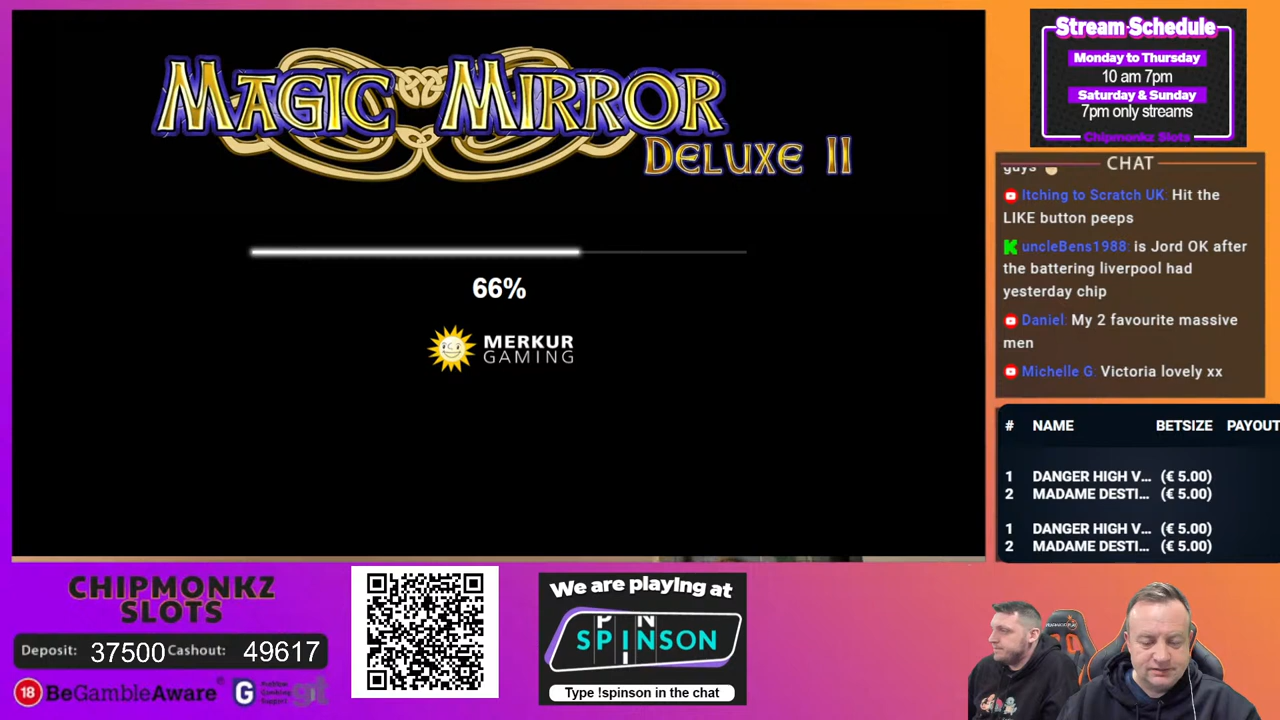 MAGIC MIRROR
DELUXE II
66%
MERKUR
GAMING
Stream Schedule
Monday to Thursday
10 am 7pm
Saturday & Sunday
7pm only streams
Chipmonkz Slots
CHAT
guys
Itching to Scratch UK: Hit the
LIKE button peeps
uncleBens1988: is Jord OK after
the battering liverpool had
yesterday chip
Daniel: My 2 favourite massive
men
Michelle G: Victoria lovely xx
# NAME BETSIZE PAYOUT
1 DANGER HIGH V... (€ 5.00)
2 MADAME DESTI... (€ 5.00)
1 DANGER HIGH V... (€ 5.00)
2 MADAME DESTI... (€ 5.00)
CHIPMONKZ
SLOTS
Deposit: 37500 Cashout: 49617
18 BeGambleAware
We are playing at
SPINSON
Type !spinson in the chat